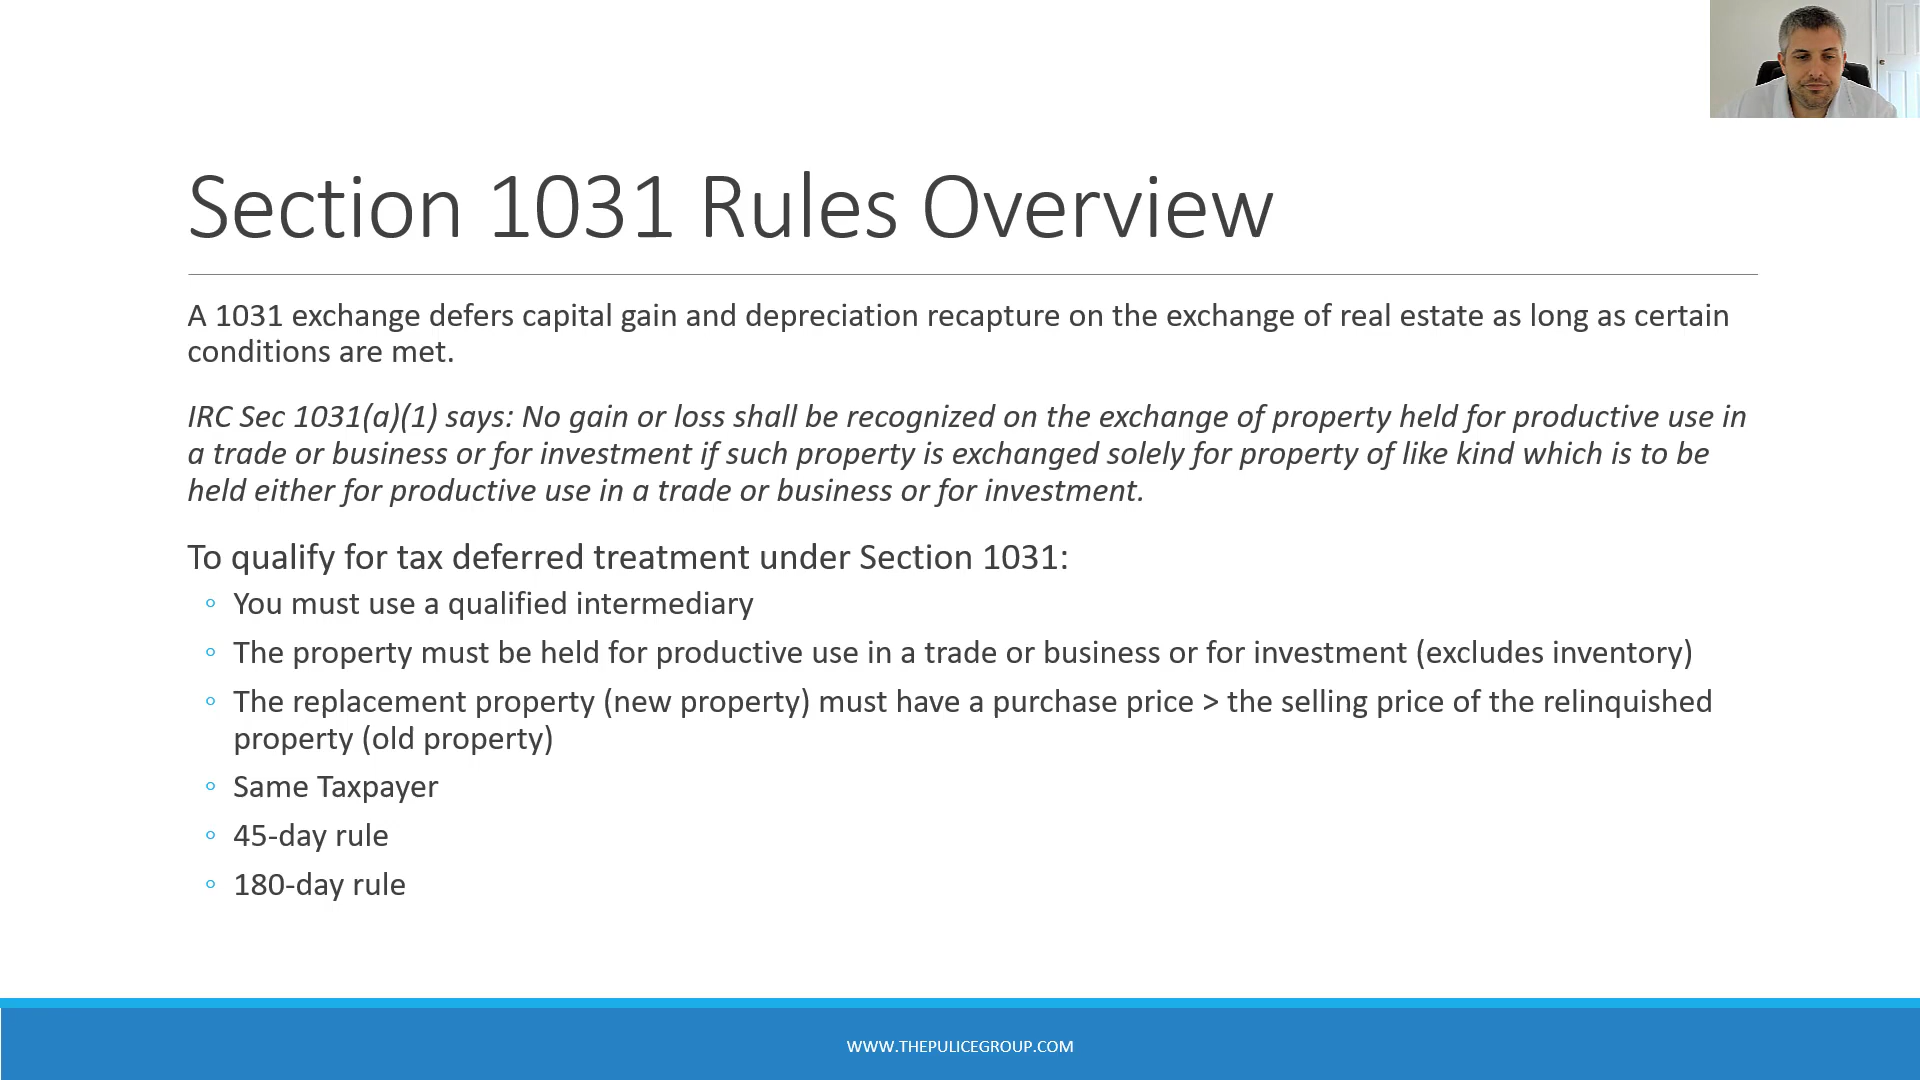 Section 1031 Rules Overview
A 1031 exchange defers capital gain and depreciation recapture on the exchange of real estate as long as certain
conditions are met.
IRC Sec 1031(a)(1) says: No gain or loss shall be recognized on the exchange of property held for productive use in
a trade or business or for investment if such property is exchanged solely for property of like kind which is to be
held either for productive use in a trade or business or for investment.
To qualify for tax deferred treatment under Section 1031:
◦ You must use a qualified intermediary
◦ The property must be held for productive use in a trade or business or for investment (excludes inventory)
◦ The replacement property (new property) must have a purchase price > the selling price of the relinquished
property (old property)
◦ Same Taxpayer
◦ 45-day rule
◦ 180-day rule
WWW.THEPULICEGROUP.COM